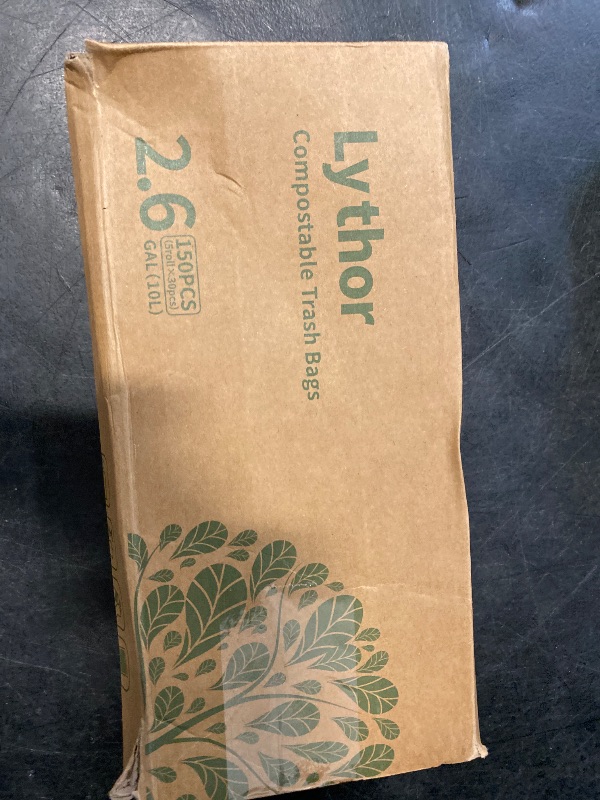 Lythor
Compostable Trash Bags
2.6
150PCS
(5roll×30pcs)
GAL (10L)